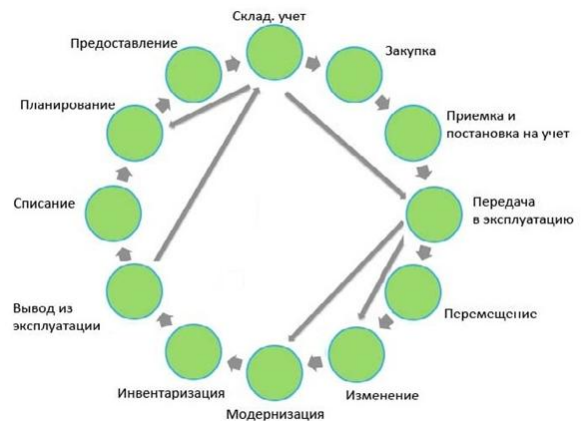 Склад. учет
Предоставление
Закупка
Планирование
Приемка и
постановка на учет
Списание
Передача
в эксплуатацию
Вывод из
эксплуатации
Перемещение
Инвентаризация
Изменение
Модернизация